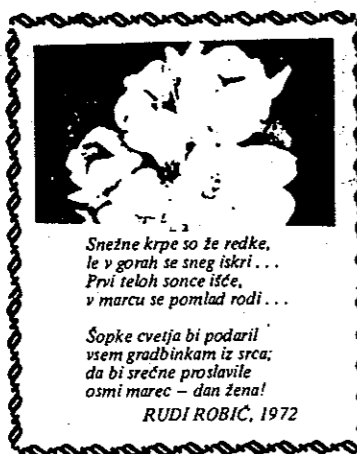 Snežne krpe so že redke,
le v gorah se sneg iskri . . .
Prvi teloh sonce išče,
v marcu se pomlad rodi . . .

Šopke cvetja bi podaril
vsem gradbinkam iz srca;
da bi srečne proslavile
osmi marec – dan žena!
RUDI ROBIČ, 1972